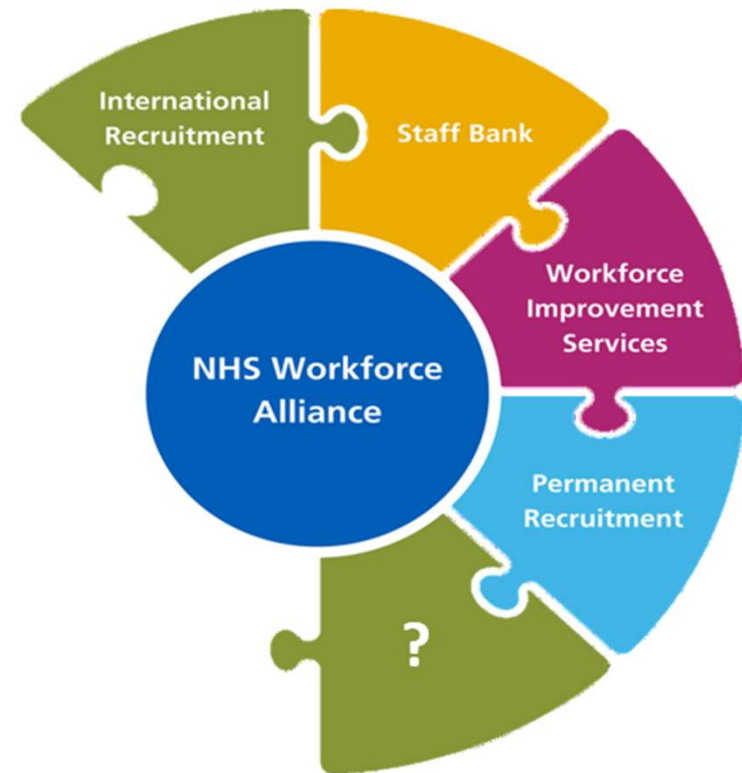 International
Recruitment
Staff Bank
Workforce
Improvement
Services
NHS Workforce
Alliance
Permanent
Recruitment
?